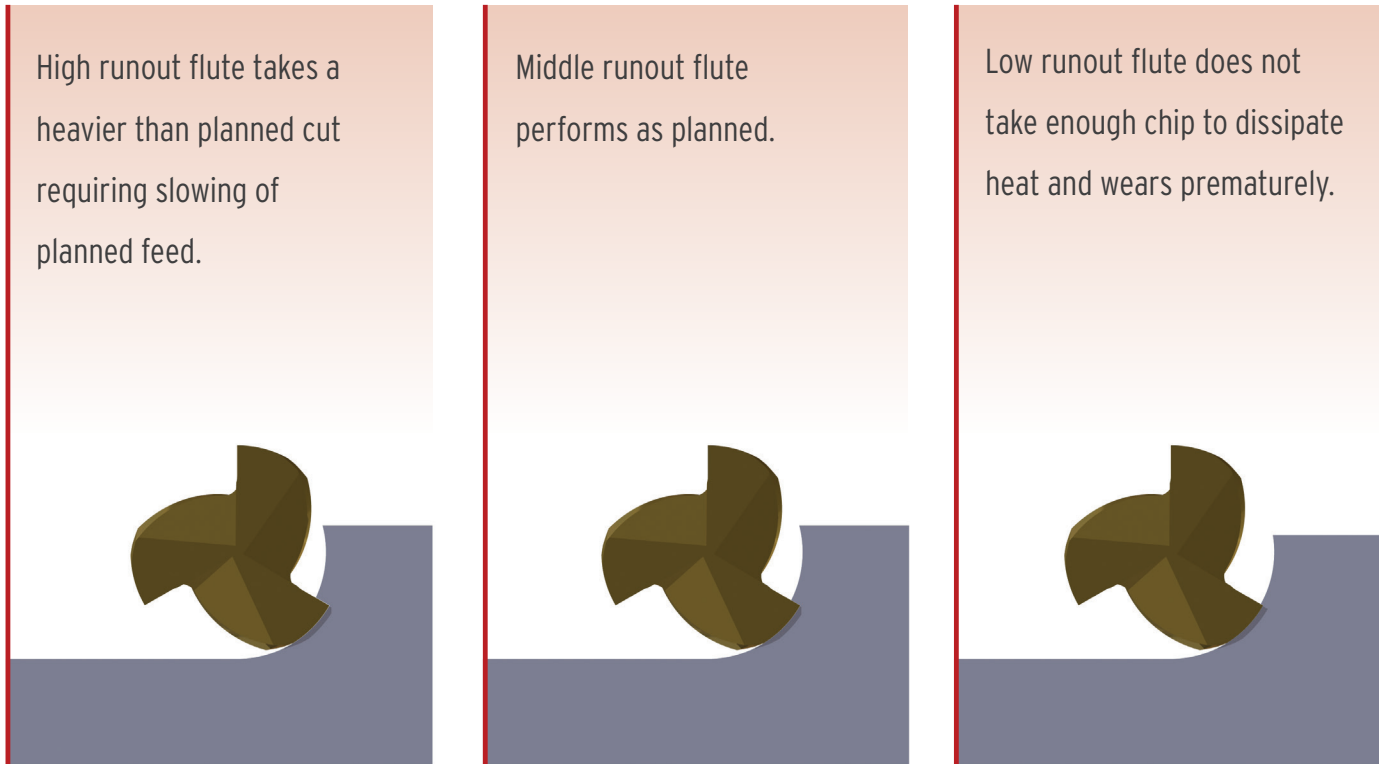 High runout flute takes a
heavier than planned cut
requiring slowing of
planned feed.
Middle runout flute
performs as planned.
Low runout flute does not
take enough chip to dissipate
heat and wears prematurely.